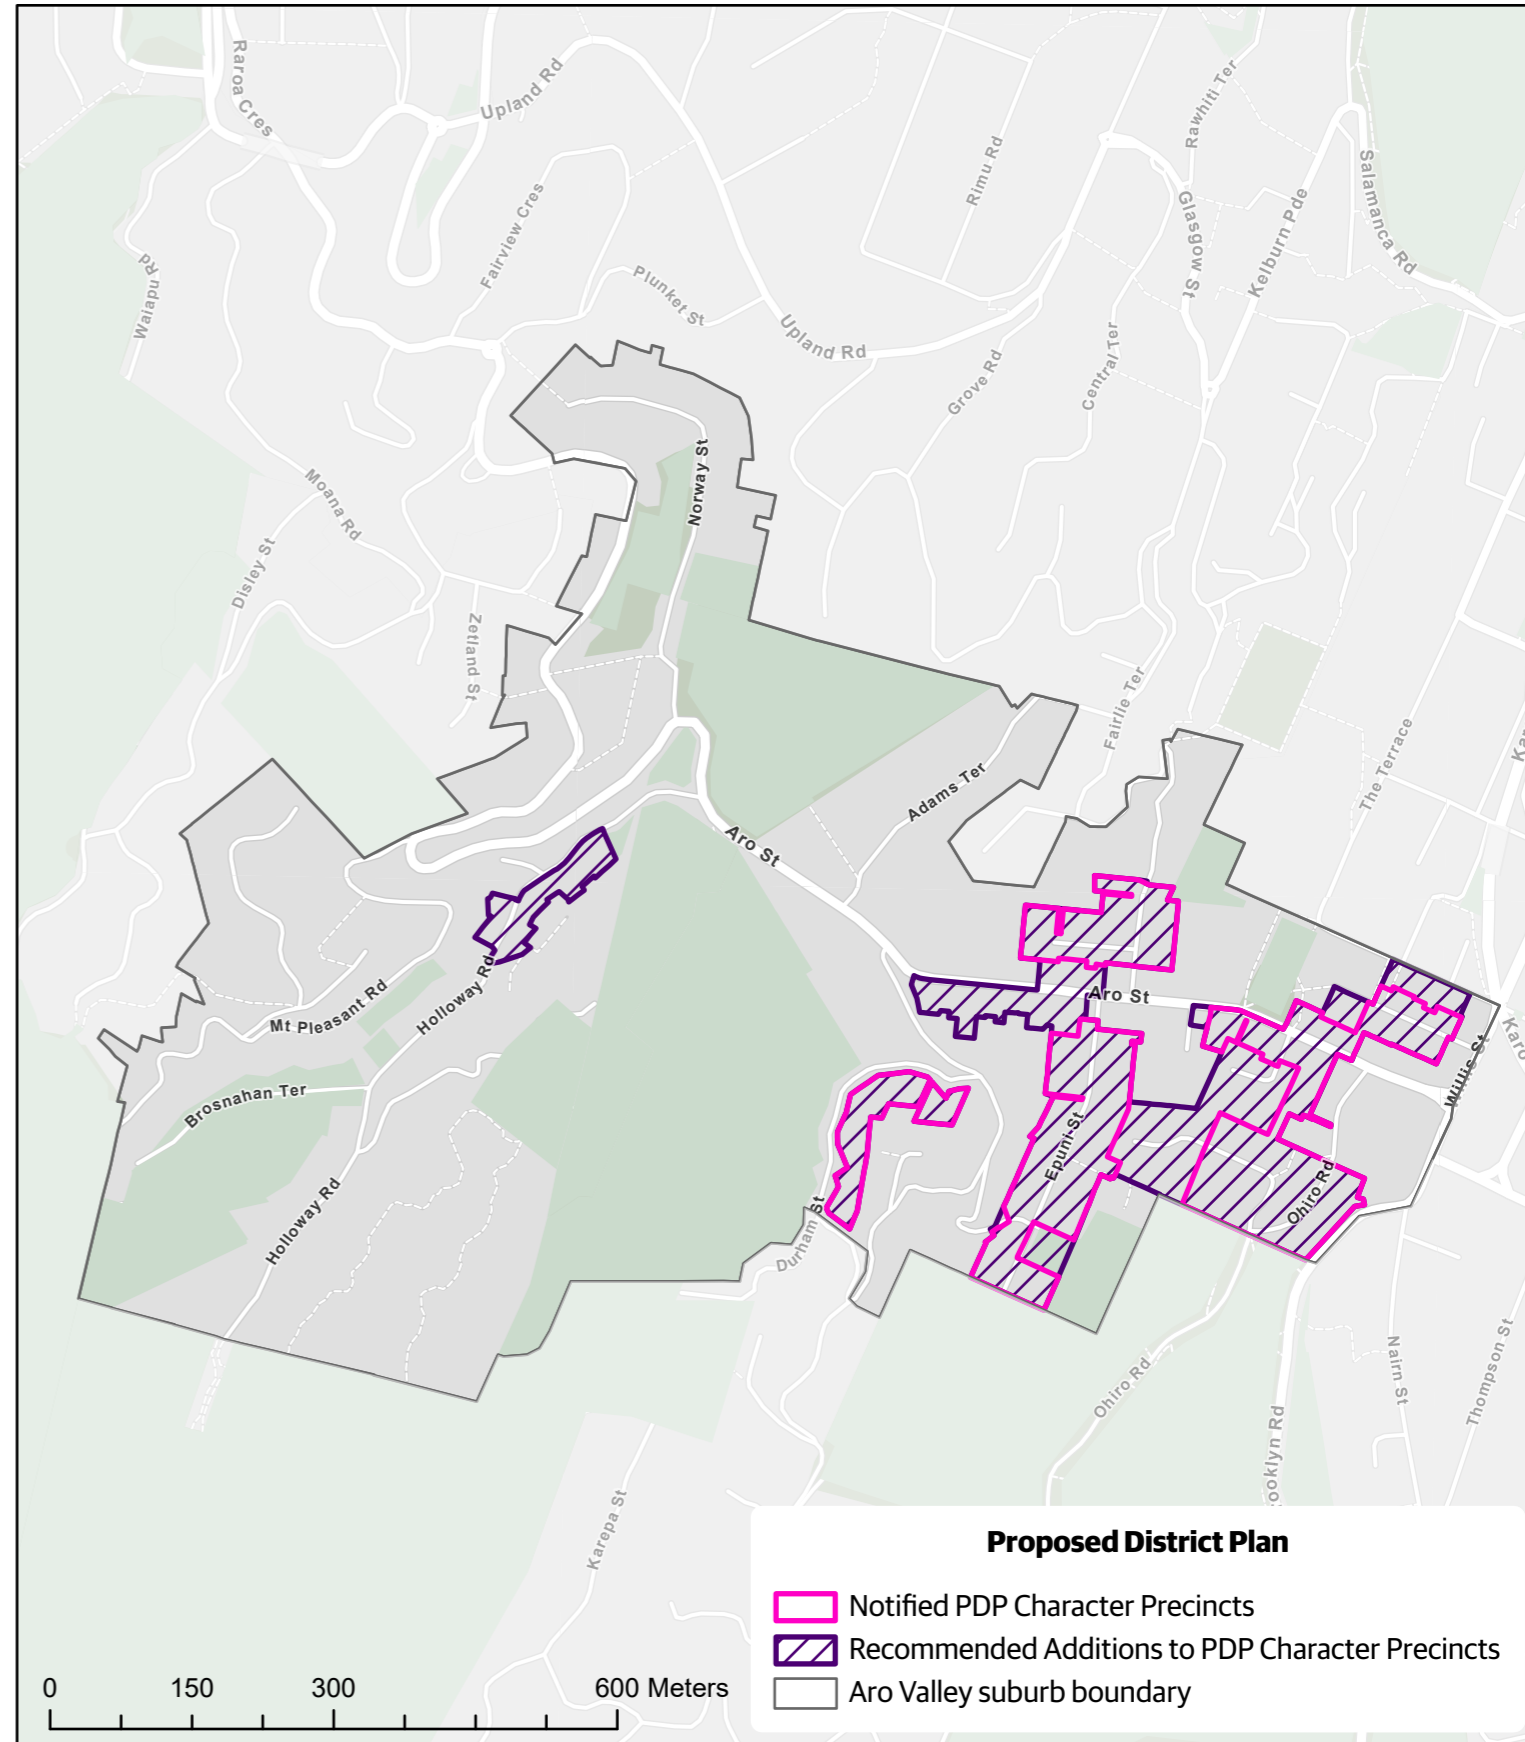 Raroa Cres
Upland Rd
Rawhiti Ter
Rimu Rd
Salamanca Rd
Fairview Cres
Glasgow St
Kelburn Pde
Waiapu Rd
Plunket St
Upland Rd
Grove Rd
Central Ter
Norway St
Moana Rd
Disley St
Zetland St
Fairlie Ter
The Terrace
Kar
Adams Ter
Aro St
Aro St
Mt Pleasant Rd
Holloway Rd
Karo
Willis St
Brosnahan Ter
Epuni St
Ohiro Rd
Holloway Rd
Durham St
Ohiro Rd
Nairn St
Thompson St
ooklyn Rd
Karepa St
Proposed District Plan
Notified PDP Character Precincts
Recommended Additions to PDP Character Precincts
Aro Valley suburb boundary
0 150 300 600 Meters